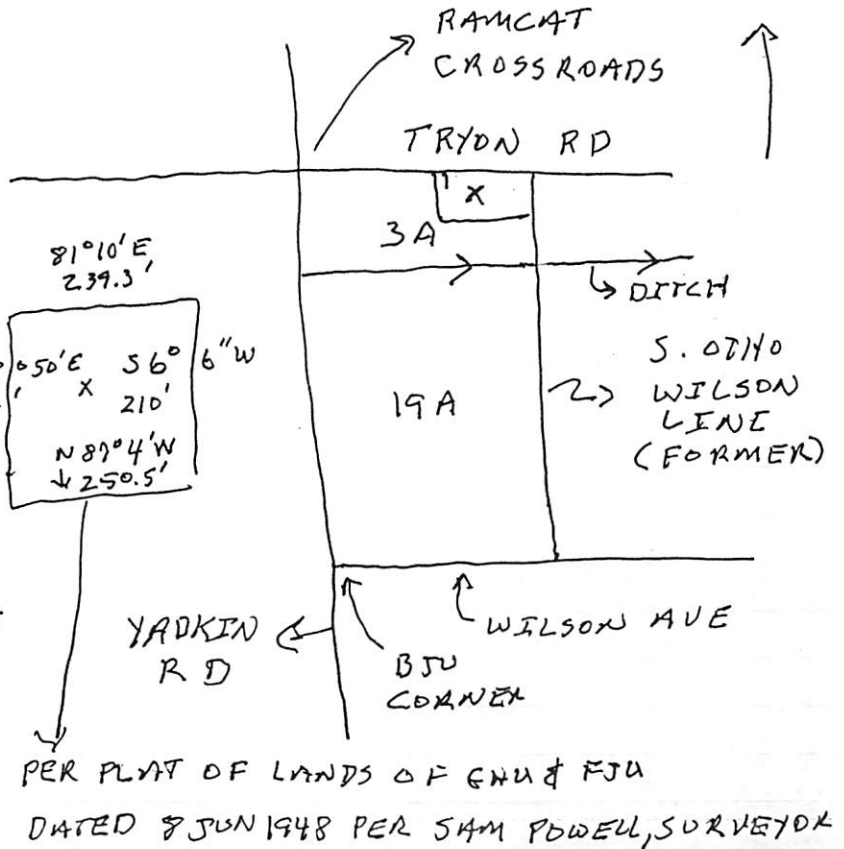 RAMCAT
CROSSROADS
TRYON RD
X
3A
81°10'E
239.3'
DITCH
50'E
S6° 6"W
X
210'
N87°4'W
250.5'
19A
S. OTHO
WILSON
LINE
(FORMER)
YADKIN
RD
BJU
CORNER
WILSON AVE
PER PLAT OF LANDS OF GHU & FJU
DATED 8 JUN 1948 PER SAM POWELL, SURVEYOR